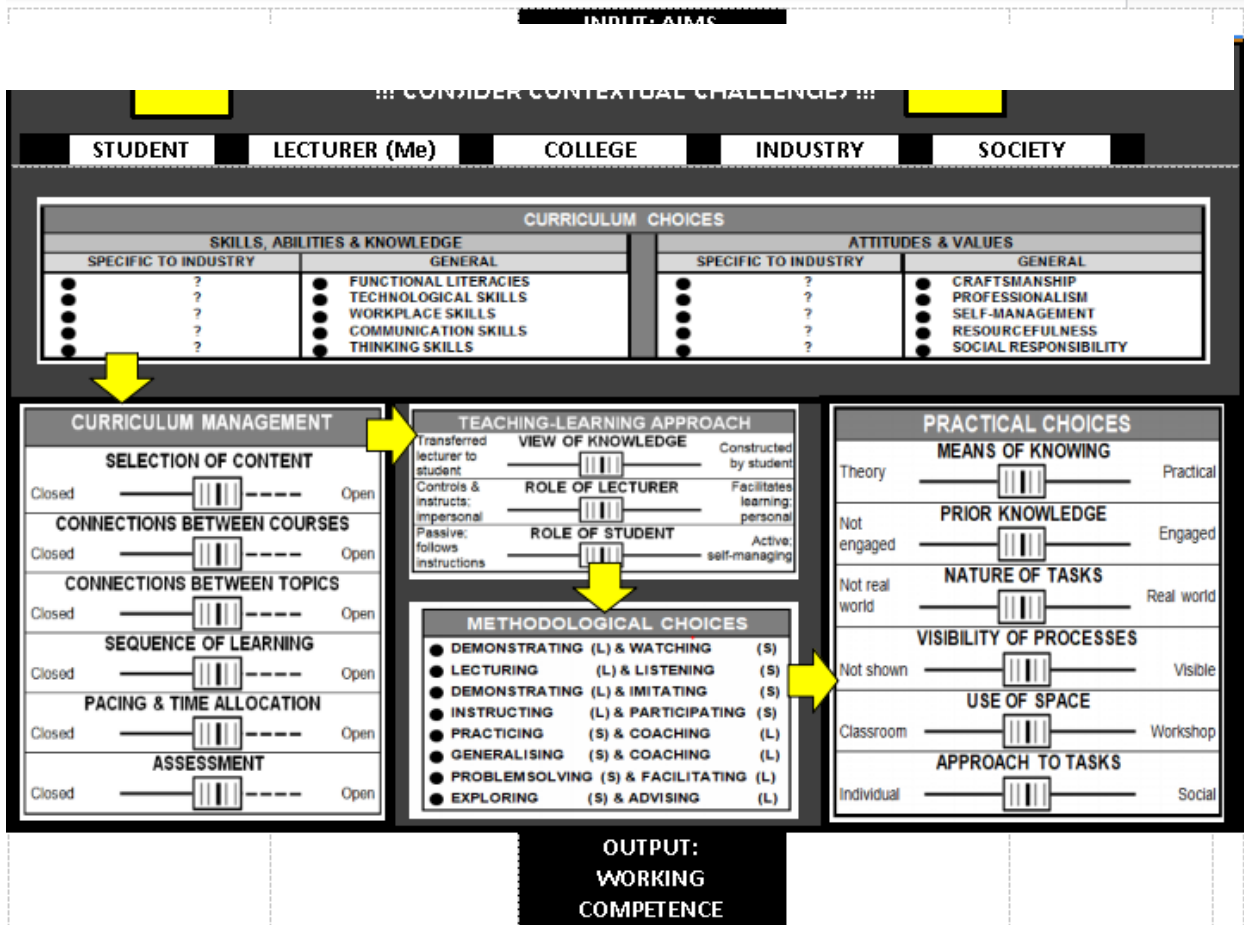 INPUT: AIMS
!!! CONSIDER CONTEXTUAL CHALLENGES !!!
STUDENT LECTURER (Me) COLLEGE INDUSTRY SOCIETY
CURRICULUM CHOICES
SKILLS, ABILITIES & KNOWLEDGE
SPECIFIC TO INDUSTRY GENERAL
? FUNCTIONAL LITERACIES
? TECHNOLOGICAL SKILLS
? WORKPLACE SKILLS
? COMMUNICATION SKILLS
? THINKING SKILLS
ATTITUDES & VALUES
SPECIFIC TO INDUSTRY GENERAL
? CRAFTSMANSHIP
? PROFESSIONALISM
? SELF-MANAGEMENT
? RESOURCEFULNESS
? SOCIAL RESPONSIBILITY
CURRICULUM MANAGEMENT
SELECTION OF CONTENT
Closed Open
CONNECTIONS BETWEEN COURSES
Closed Open
CONNECTIONS BETWEEN TOPICS
Closed Open
SEQUENCE OF LEARNING
Closed Open
PACING & TIME ALLOCATION
Closed Open
ASSESSMENT
Closed Open
TEACHING-LEARNING APPROACH
VIEW OF KNOWLEDGE
Transferred
lecturer to
student
Constructed
by student
ROLE OF LECTURER
Controls &
instructs;
impersonal
Facilitates
learning;
personal
ROLE OF STUDENT
Passive;
follows
instructions
Active;
self-managing
METHODOLOGICAL CHOICES
DEMONSTRATING (L) & WATCHING (S)
LECTURING (L) & LISTENING (S)
DEMONSTRATING (L) & IMITATING (S)
INSTRUCTING (L) & PARTICIPATING (S)
PRACTICING (S) & COACHING (L)
GENERALISING (S) & COACHING (L)
PROBLEMSOLVING (S) & FACILITATING (L)
EXPLORING (S) & ADVISING (L)
PRACTICAL CHOICES
MEANS OF KNOWING
Theory Practical
PRIOR KNOWLEDGE
Not
engaged
Engaged
NATURE OF TASKS
Not real
world
Real world
VISIBILITY OF PROCESSES
Not shown Visible
USE OF SPACE
Classroom Workshop
APPROACH TO TASKS
Individual Social
OUTPUT:
WORKING
COMPETENCE